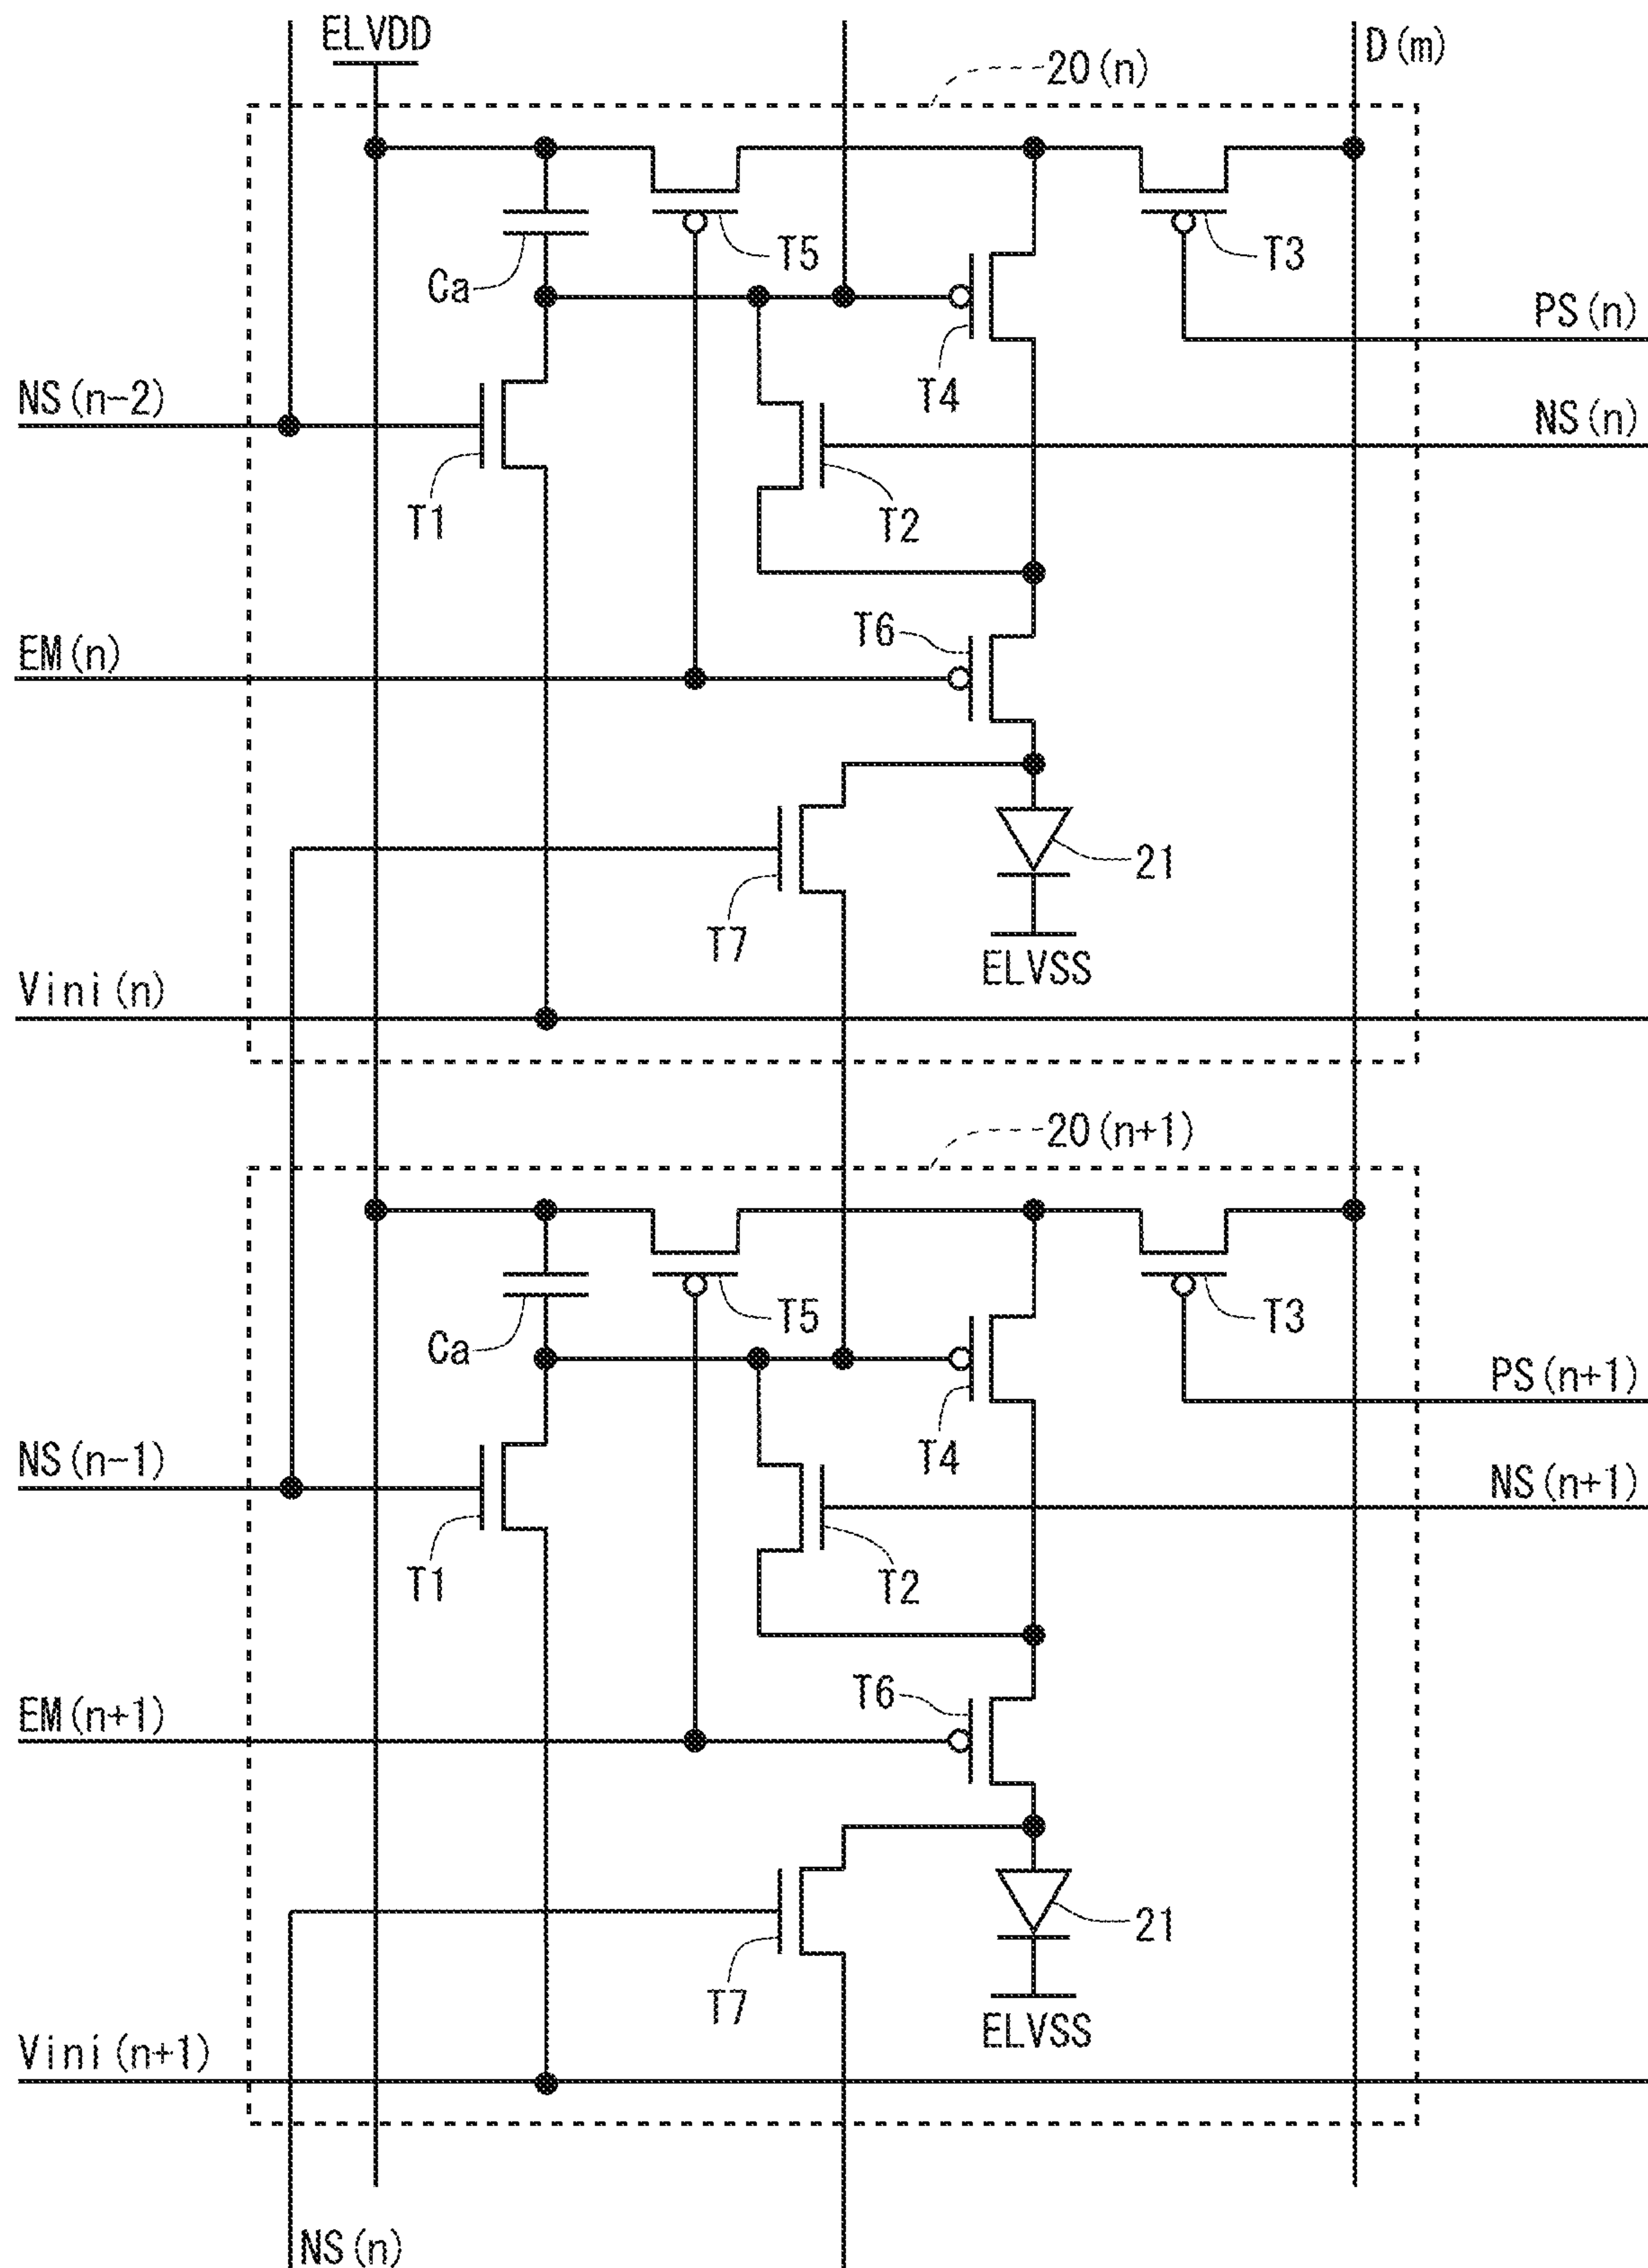 ELVDD
D(m)
20(n)
Ca
T5
T3
PS(n)
T4
NS(n-2)
NS(n)
T1
T2
EM(n)
T6
21
T7
ELVSS
Vini(n)
20(n+1)
Ca
T5
T3
PS(n+1)
T4
NS(n-1)
NS(n+1)
T1
T2
EM(n+1)
T6
21
T7
ELVSS
Vini(n+1)
NS(n)